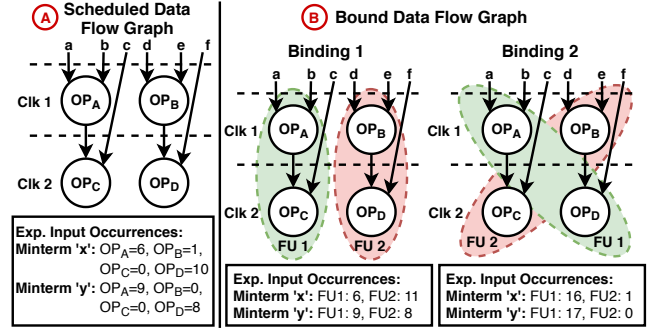 A Scheduled Data
Flow Graph
a b c d e f
Clk 1 OPA OPB
Clk 2 OPC OPD
Exp. Input Occurrences:
Minterm 'x': OPA=6, OPB=1,
OPC=0, OPD=10
Minterm 'y': OPA=9, OPB=0,
OPC=0, OPD=8
B Bound Data Flow Graph
Binding 1
a b c d e f
Clk 1 OPA OPB
Clk 2 OPC OPD
FU 1 FU 2
Exp. Input Occurrences:
Minterm 'x': FU1: 6, FU2: 11
Minterm 'y': FU1: 9, FU2: 8
Binding 2
a b c d e f
Clk 1 OPA OPB
Clk 2 OPC OPD
FU 2 FU 1
Exp. Input Occurrences:
Minterm 'x': FU1: 16, FU2: 1
Minterm 'y': FU1: 17, FU2: 0